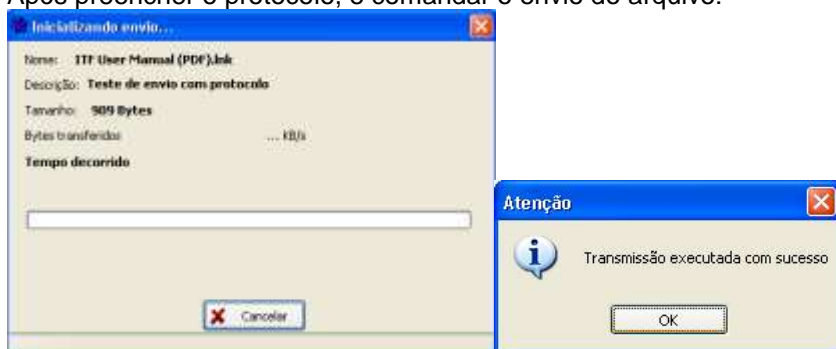 Após preencher o protocolo, é comandar o envio do arquivo.
Inicializando envio...
Nome: ITF User Manual (PDF).lnk
Descrição: Teste de envio com protocolo
Tamanho: 909 Bytes
Bytes transferidos ... KB/s
Tempo decorrido
Cancelar
Atenção
Transmissão executada com sucesso
OK